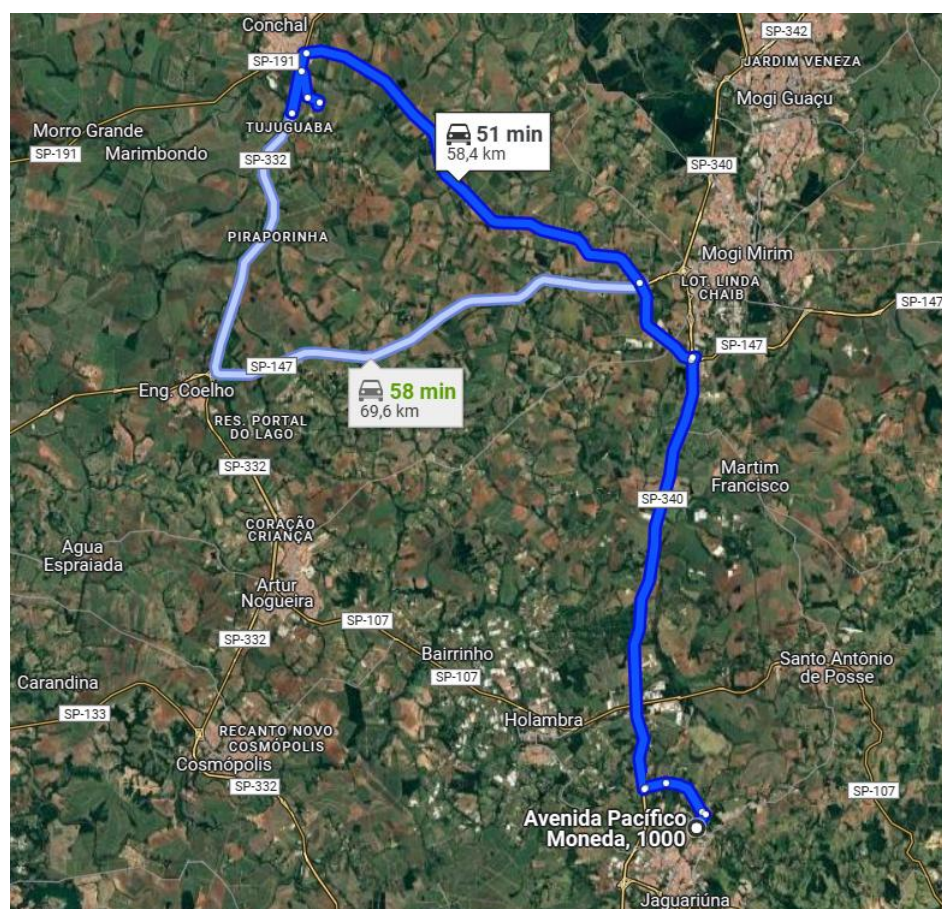 Conchal
SP-342
SP-191
JARDIM VENEZA
Mogi Guaçu
Morro Grande
TUJUGUABA
51 min
58,4 km
SP-191
Marimbondo
SP-332
SP-340
PIRAPORINHA
Mogi Mirim
LOT. LINDA
CHAIB
SP-147
SP-147
SP-147
Eng. Coelho
58 min
69,6 km
RES. PORTAL
DO LAGO
SP-332
Martim
Francisco
SP-340
CORAÇÃO
CRIANÇA
Agua
Espraiada
Artur
Nogueira
SP-107
SP-332
Bairrinho
SP-107
Santo Antônio
de Posse
Carandina
SP-133
Holambra
RECANTO NOVO
COSMÓPOLIS
Cosmópolis
SP-332
SP-107
Avenida Pacífico
Moneda, 1000
Jaguariúna